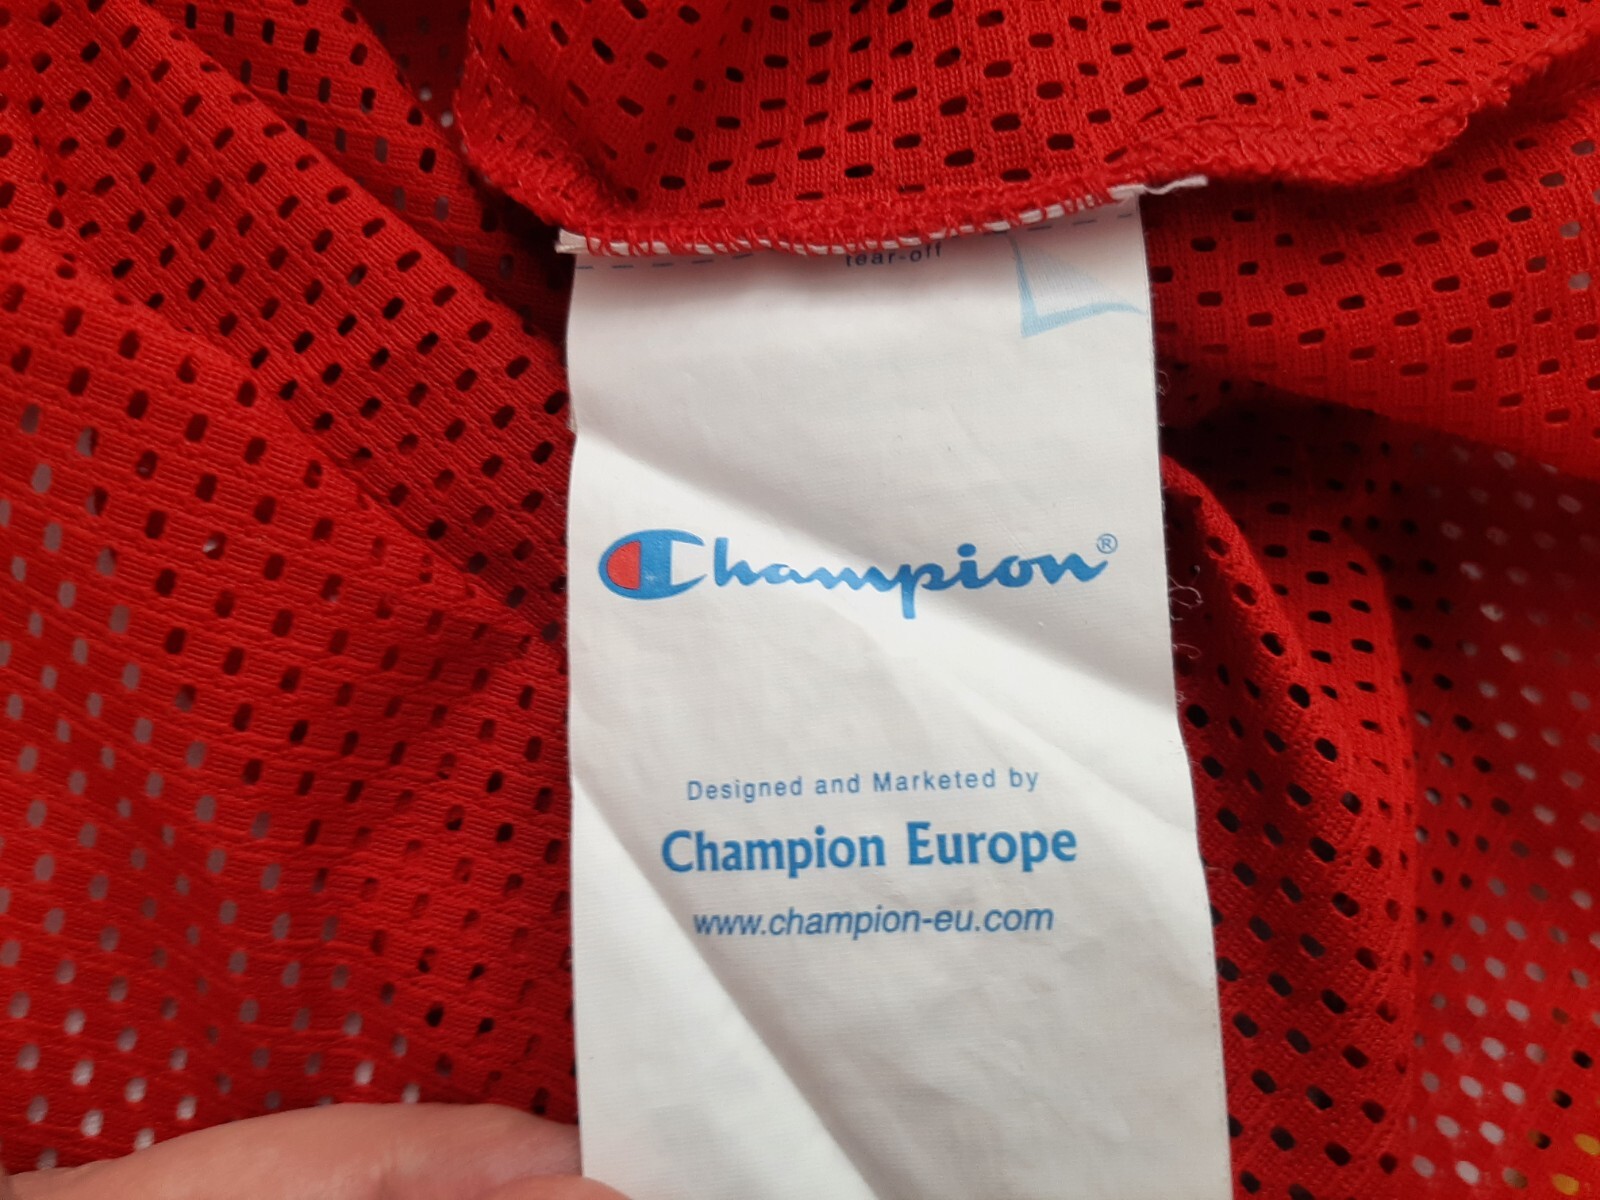 tear-off
Champion®
Designed and Marketed by
Champion Europe
www.champion-eu.com